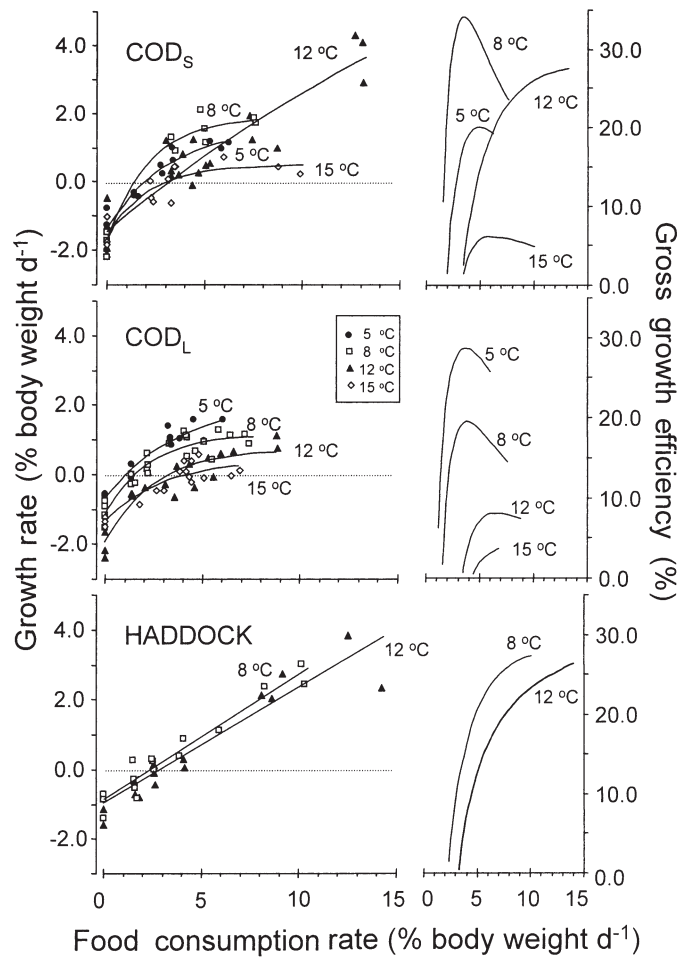 4.0
2.0
0.0
-2.0
COD_S
12 °C
8 °C
5 °C
15 °C
8 °C
5 °C
12 °C
15 °C
30.0
20.0
10.0
0.0
4.0
2.0
0.0
-2.0
COD_L
● 5 °C
□ 8 °C
▲ 12 °C
◇ 15 °C
5 °C
8 °C
12 °C
15 °C
5 °C
8 °C
12 °C
15 °C
30.0
20.0
10.0
0.0
4.0
2.0
0.0
-2.0
HADDOCK
8 °C
12 °C
8 °C
12 °C
30.0
20.0
10.0
0.0
0 5 10 15
0 5 10 15
Growth rate (% body weight d⁻¹)
Gross growth efficiency (%)
Food consumption rate (% body weight d⁻¹)